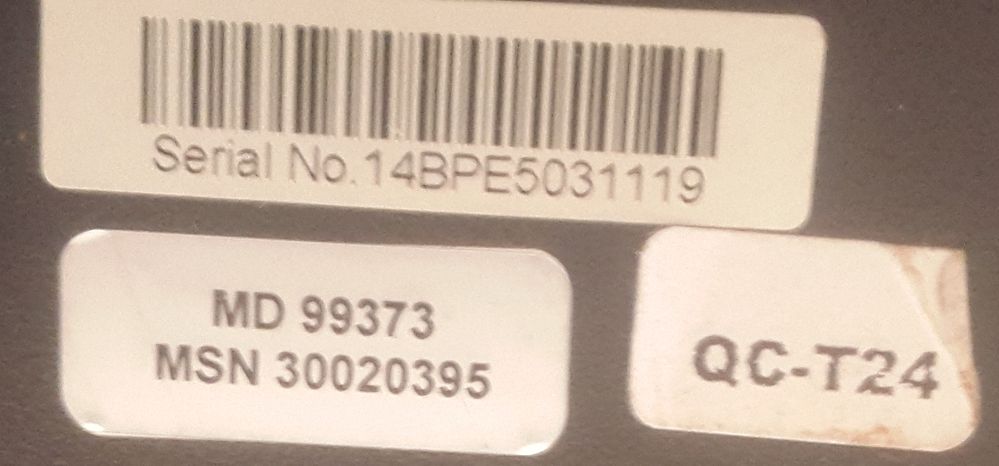 Serial No.14BPE5031119
MD 99373
MSN 30020395
QC-T24